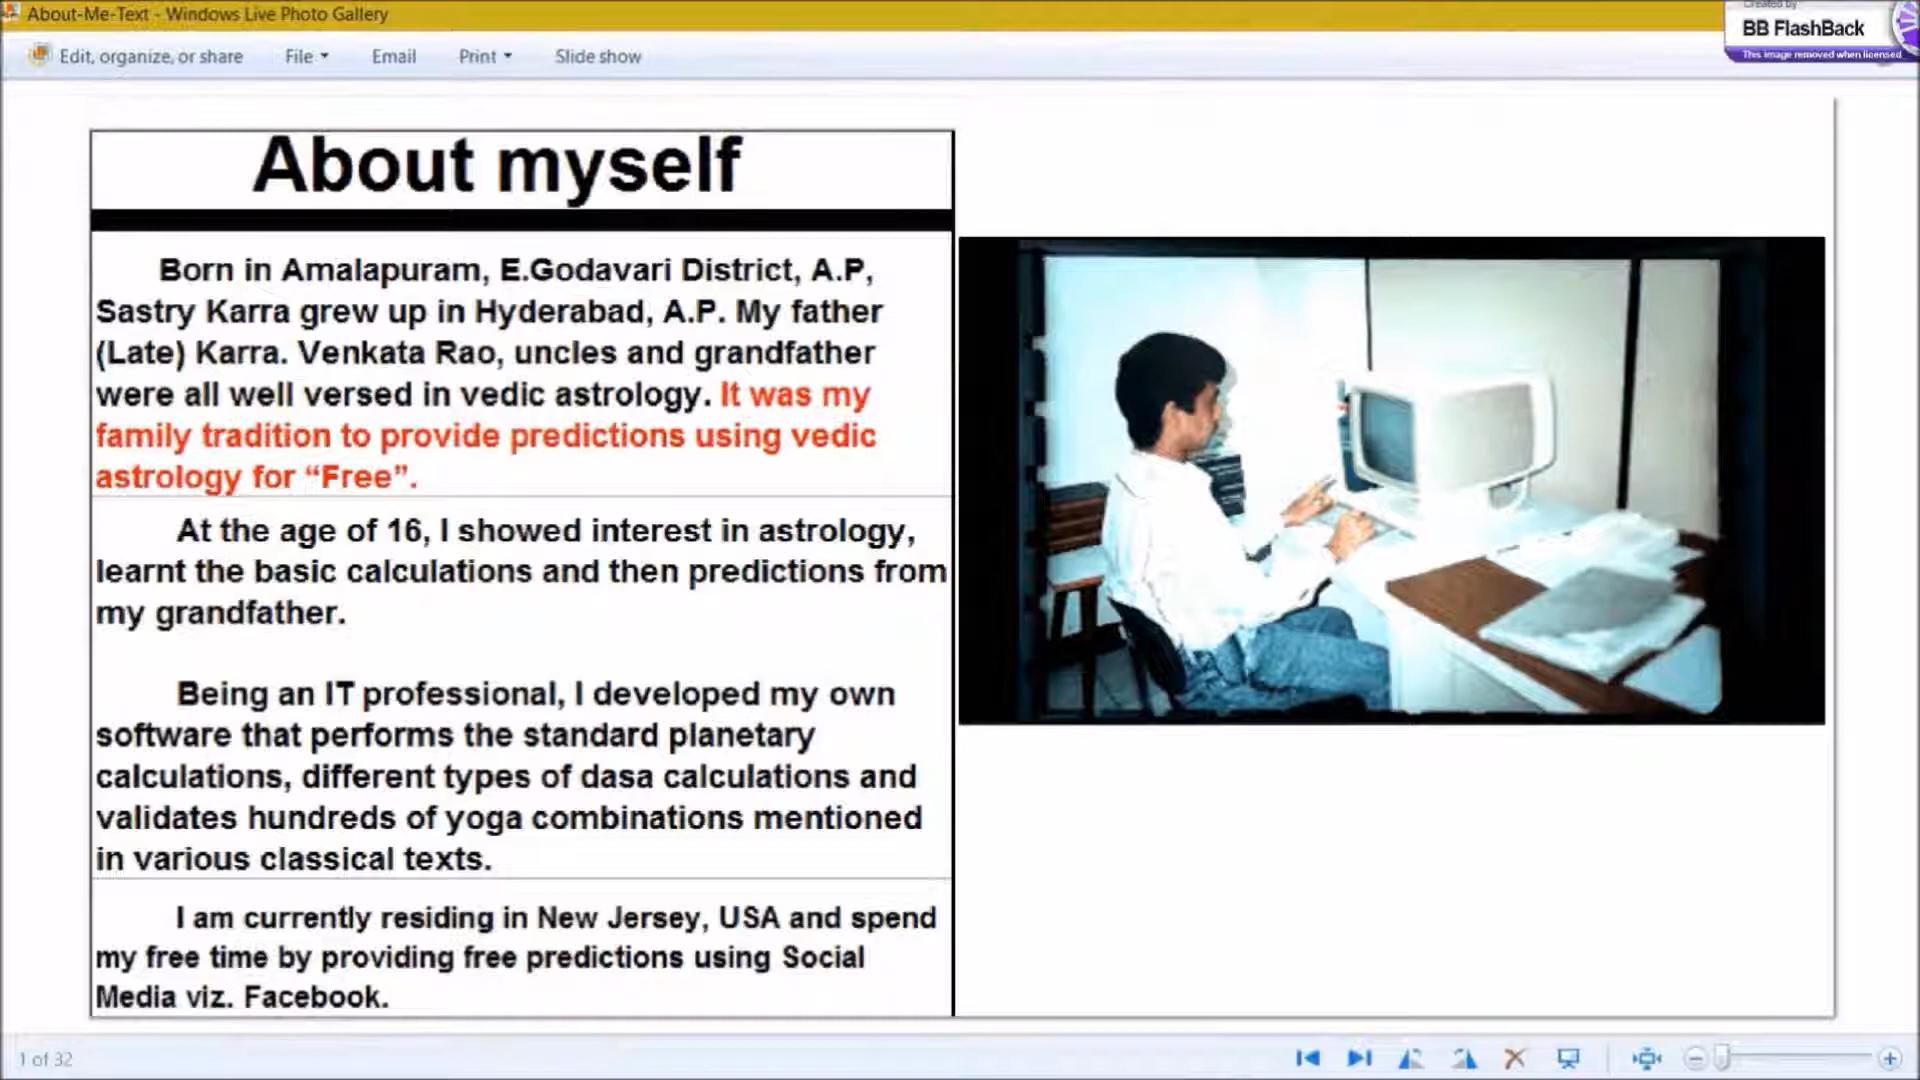 About-Me-Text - Windows Live Photo Gallery
Created by
BB FlashBack
This image removed when licensed
Edit, organize, or share File Email Print Slide show
About myself
Born in Amalapuram, E.Godavari District, A.P,
Sastry Karra grew up in Hyderabad, A.P. My father
(Late) Karra. Venkata Rao, uncles and grandfather
were all well versed in vedic astrology. It was my
family tradition to provide predictions using vedic
astrology for “Free”.
At the age of 16, I showed interest in astrology,
learnt the basic calculations and then predictions from
my grandfather.
Being an IT professional, I developed my own
software that performs the standard planetary
calculations, different types of dasa calculations and
validates hundreds of yoga combinations mentioned
in various classical texts.
I am currently residing in New Jersey, USA and spend
my free time by providing free predictions using Social
Media viz. Facebook.
1 of 32